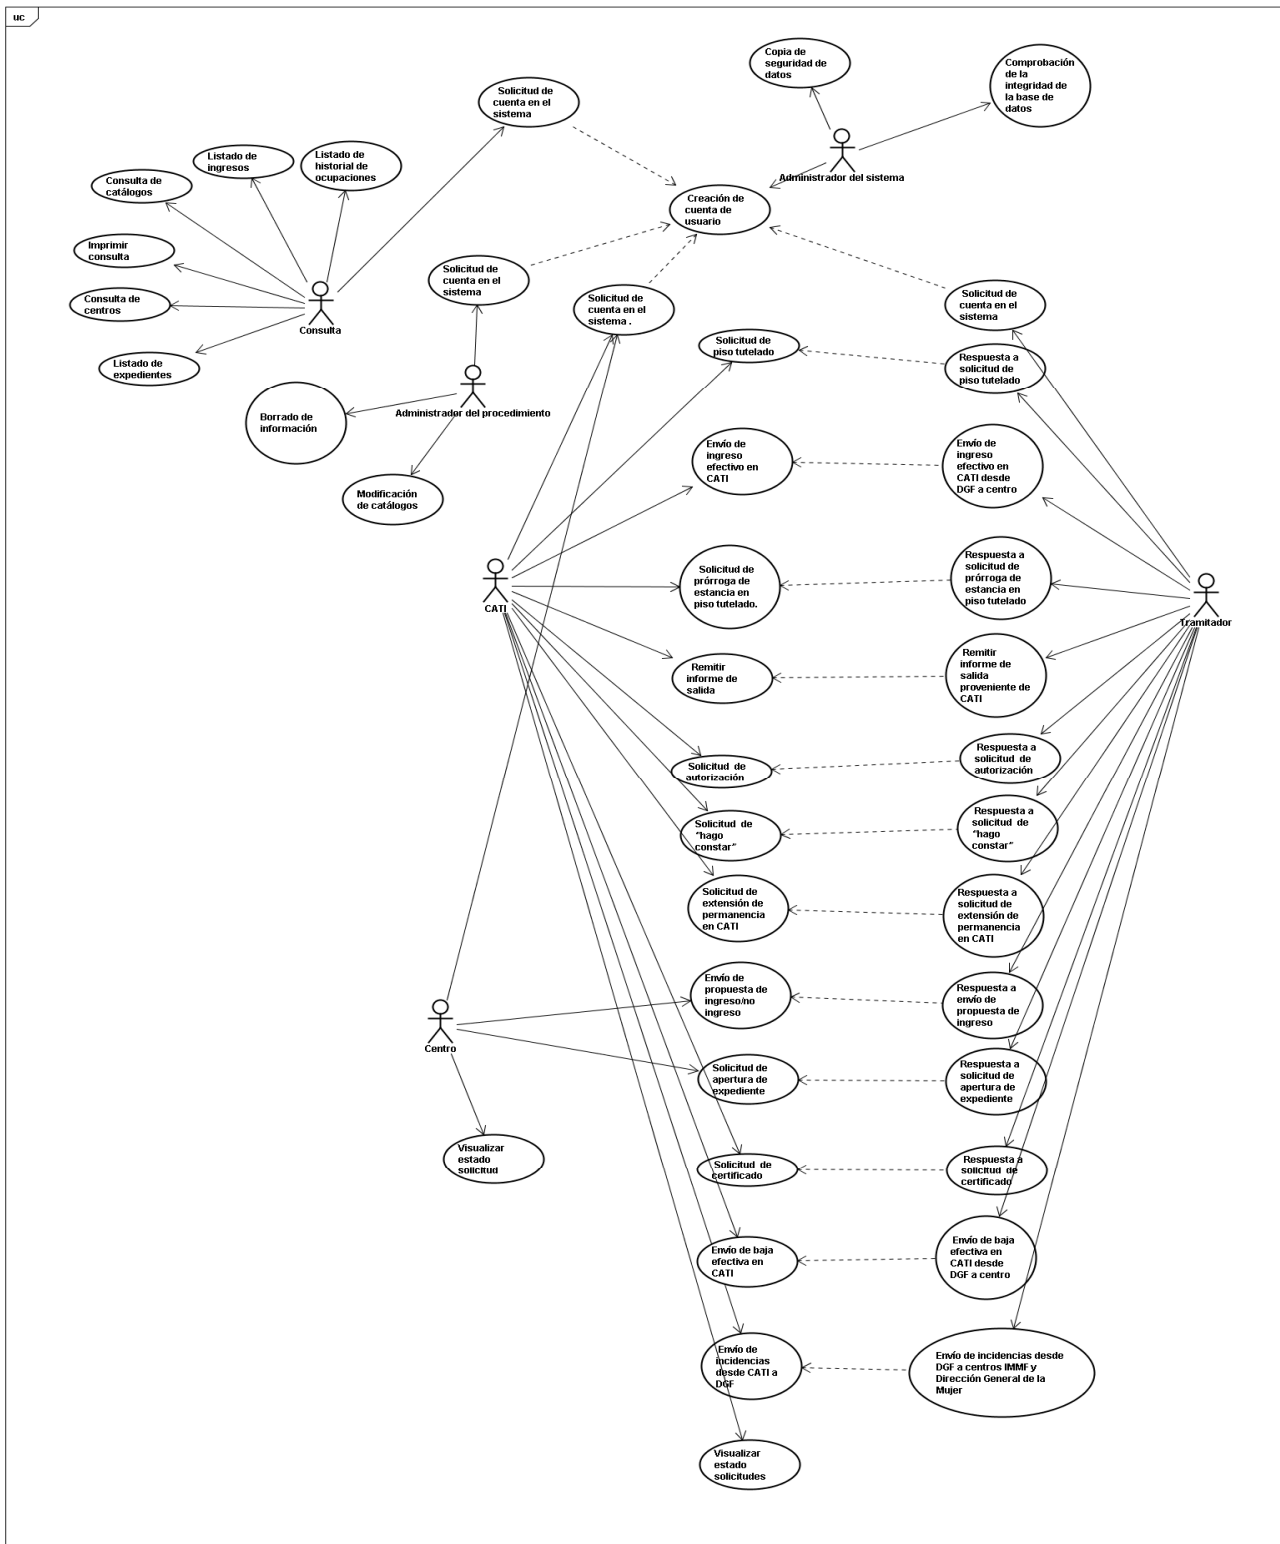 uc
Copia de
seguridad de
datos
Comprobación
de la
integridad de
la base de
datos
Solicitud de
cuenta en el
sistema
Administrador del sistema
Listado de
ingresos
Listado de
historial de
ocupaciones
Consulta de
catálogos
Creación de
cuenta de
usuario
Imprimir
consulta
Consulta de
centros
Consulta
Listado de
expedientes
Solicitud de
cuenta en el
sistema
Solicitud de
cuenta en el
sistema .
Solicitud de
cuenta en el
sistema
Solicitud de
piso tutelado
Respuesta a
solicitud de
piso tutelado
Administrador del procedimiento
Borrado de
información
Modificación
de catálogos
Envío de
ingreso
efectivo en
CATI
Envío de
ingreso
efectivo en
CATI desde
DGF a centro
CATI
Solicitud de
prórroga de
estancia en
piso tutelado.
Respuesta a
solicitud de
prórroga de
estancia en
piso tutelado
Tramitador
Remitir
informe de
salida
Remitir
informe de
salida
proveniente de
CATI
Solicitud de
autorización
Respuesta a
solicitud de
autorización
Solicitud de
"hago
constar"
Respuesta a
solicitud de
"hago
constar"
Solicitud de
extensión de
permanencia
en CATI
Respuesta a
solicitud de
extensión de
permanencia
en CATI
Envío de
propuesta de
ingreso/no
ingreso
Respuesta a
envío de
propuesta de
ingreso
Centro
Solicitud de
apertura de
expediente
Respuesta a
solicitud de
apertura de
expediente
Visualizar
estado
solicitud
Solicitud de
certificado
Respuesta a
solicitud de
certificado
Envío de baja
efectiva en
CATI
Envío de baja
efectiva en
CATI desde
DGF a centro
Envío de
incidencias
desde CATI a
DGF
Envío de incidencias desde
DGF a centros IMMF y
Dirección General de la
Mujer
Visualizar
estado
solicitudes